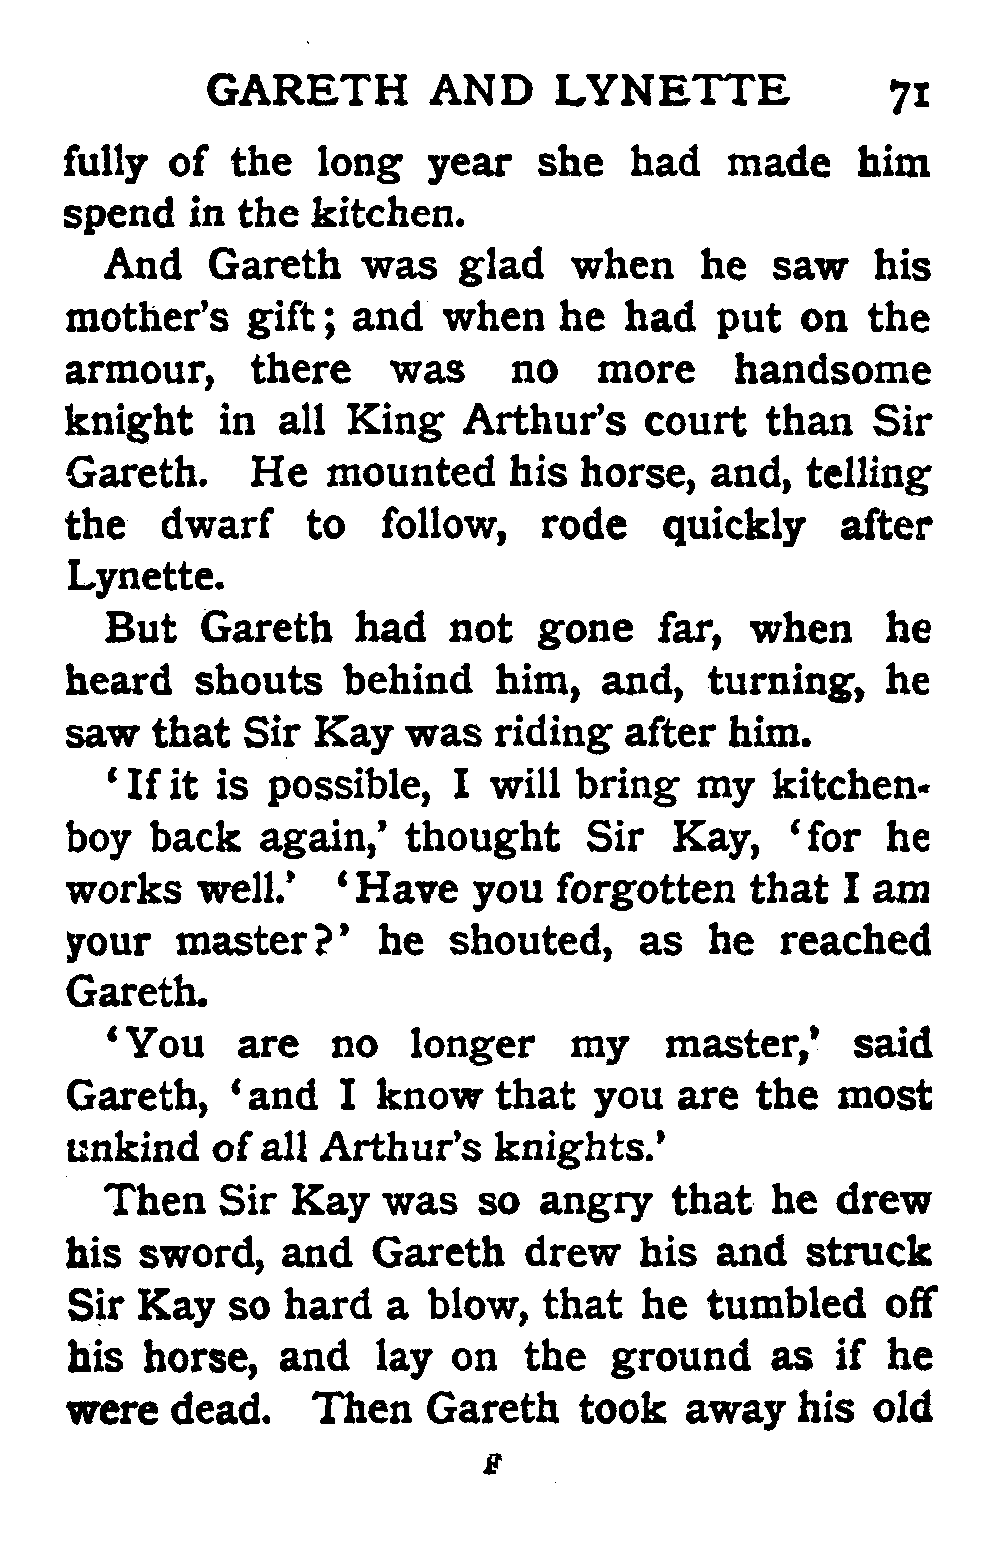 GARETH AND LYNETTE 71
fully of the long year she had made him
spend in the kitchen.
And Gareth was glad when he saw his
mother's gift; and when he had put on the
armour, there was no more handsome
knight in all King Arthur's court than Sir
Gareth. He mounted his horse, and, telling
the dwarf to follow, rode quickly after
Lynette.
But Gareth had not gone far, when he
heard shouts behind him, and, turning, he
saw that Sir Kay was riding after him.
‘If it is possible, I will bring my kitchen-
boy back again,’ thought Sir Kay, ‘for he
works well.’ ‘Have you forgotten that I am
your master?’ he shouted, as he reached
Gareth.
‘You are no longer my master,’ said
Gareth, ‘and I know that you are the most
unkind of all Arthur's knights.’
Then Sir Kay was so angry that he drew
his sword, and Gareth drew his and struck
Sir Kay so hard a blow, that he tumbled off
his horse, and lay on the ground as if he
were dead. Then Gareth took away his old
F